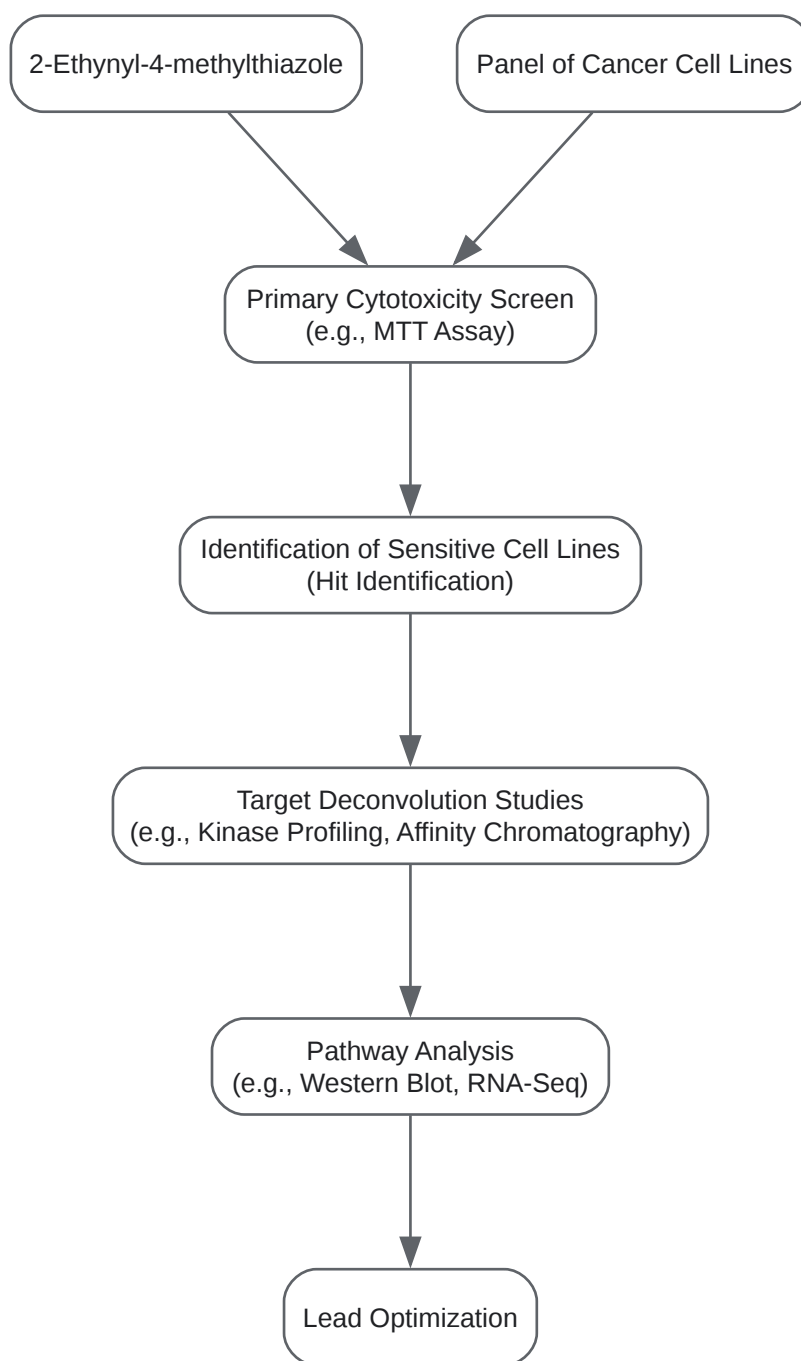 2-Ethynyl-4-methylthiazole
Panel of Cancer Cell Lines
Primary Cytotoxicity Screen
(e.g., MTT Assay)
Identification of Sensitive Cell Lines
(Hit Identification)
Target Deconvolution Studies
(e.g., Kinase Profiling, Affinity Chromatography)
Pathway Analysis
(e.g., Western Blot, RNA-Seq)
Lead Optimization